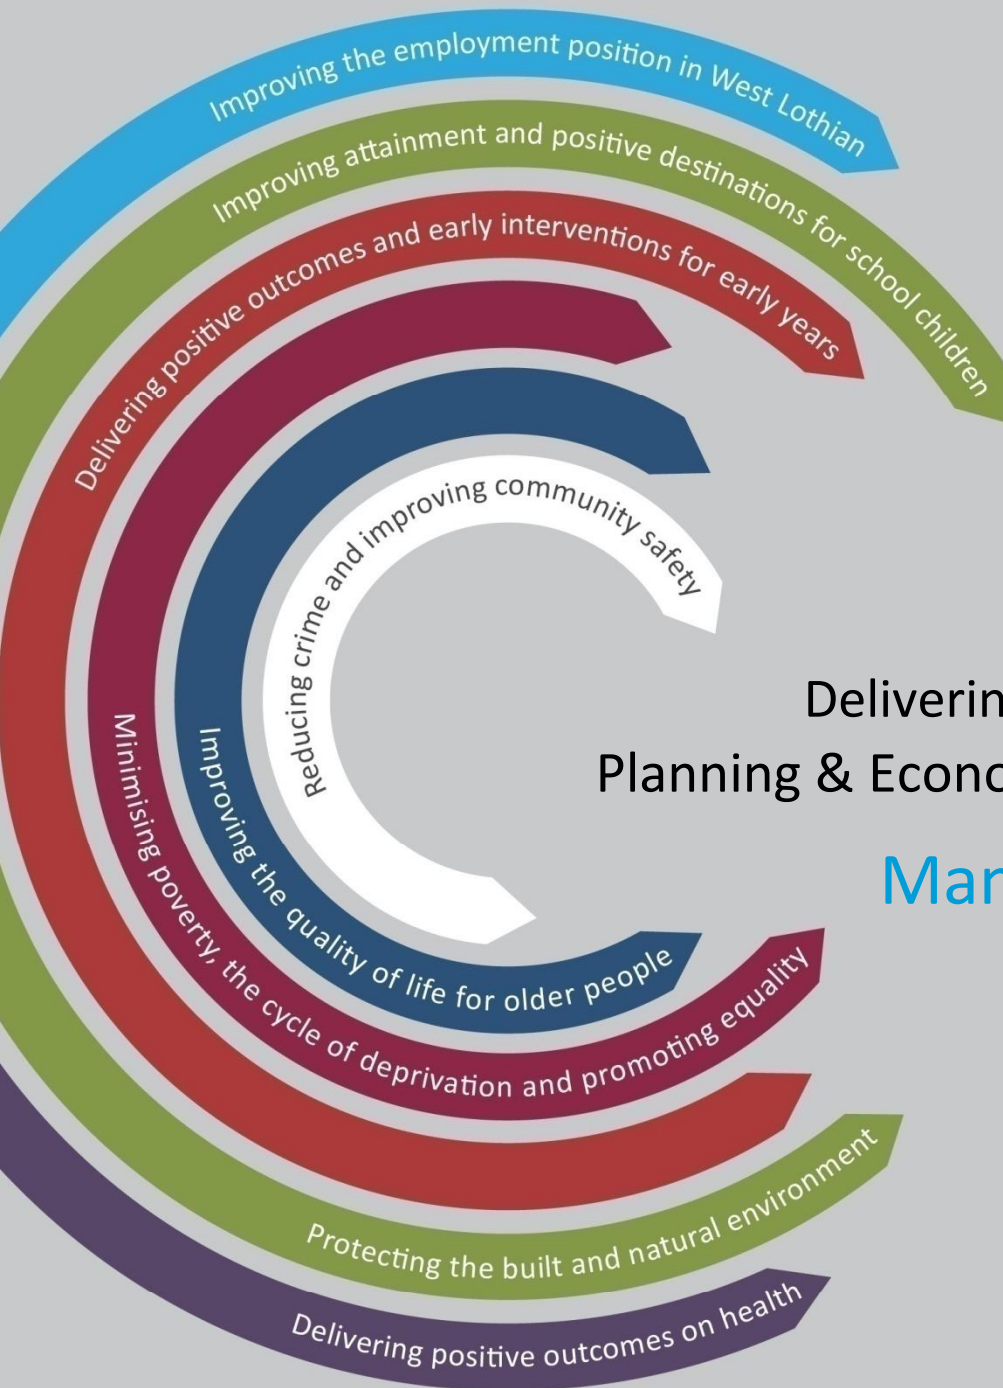 Improving the employment position in West Lothian
Improving attainment and positive destinations for school children
Delivering positive outcomes and early interventions for early years
Reducing crime and improving community safety
Planning &
Improving the quality of life for older people
Minimising poverty, the cycle of deprivation and promoting equality
Protecting the built and natural environment
Delivering positive outcomes on health